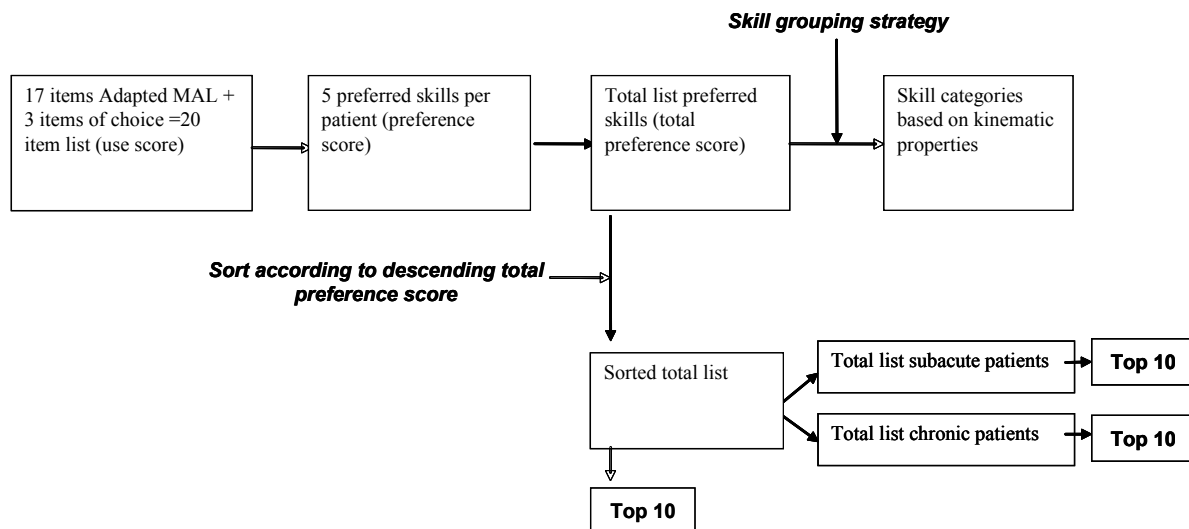 Skill grouping strategy
17 items Adapted MAL +
3 items of choice =20
item list (use score)
5 preferred skills per
patient (preference
score)
Total list preferred
skills (total
preference score)
Skill categories
based on kinematic
properties
Sort according to descending total
preference score
Sorted total list
Total list subacute patients
Top 10
Total list chronic patients
Top 10
Top 10